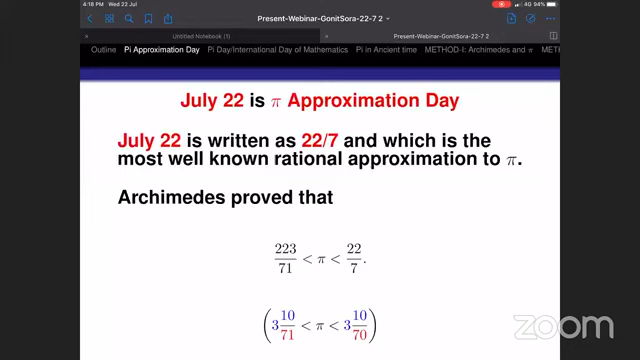 4:18 PM Wed 22 Jul
4G 94%
Present-Webinar-GonitSora-22-7 2
Untitled Notebook (1)
Present-Webinar-GonitSora-22-7 2
Outline Pi Approximation Day Pi Day/International Day of Mathematics Pi in Ancient time METHOD-I: Archimedes and π METH
July 22 is π Approximation Day
July 22 is written as 22/7 and which is the
most well known rational approximation to π.
Archimedes proved that
223/71 < π < 22/7.
(3 10/71 < π < 3 10/70)
zoom